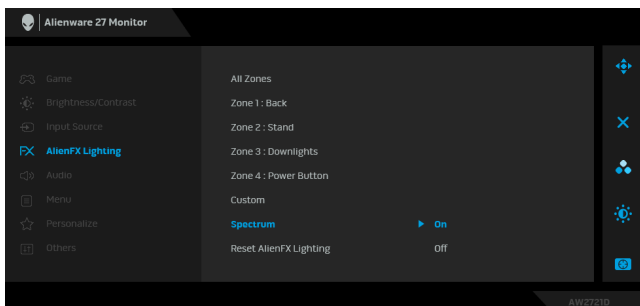 Alienware 27 Monitor
Game
Brightness/Contrast
Input Source
FX AlienFX Lighting
Audio
Menu
Personalize
Others
All Zones
Zone 1 : Back
Zone 2 : Stand
Zone 3 : Downlights
Zone 4 : Power Button
Custom
Spectrum On
Reset AlienFX Lighting Off
AW2721D